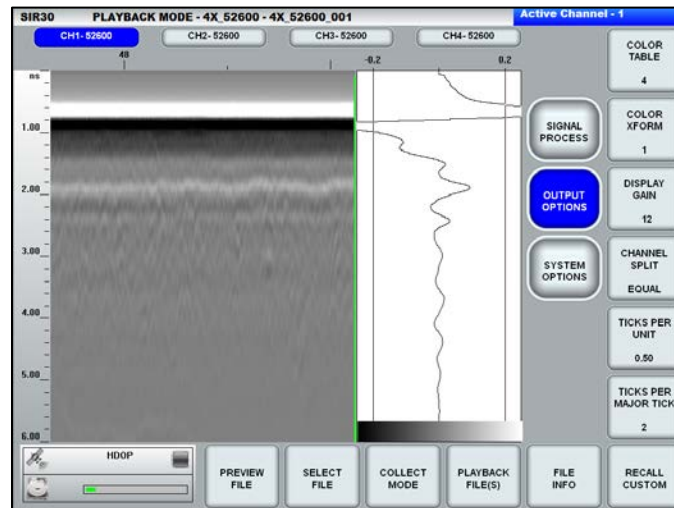 SIR30 PLAYBACK MODE - 4X_52600 - 4X_52600_001
Active Channel - 1
CH1- 52600 CH2- 52600 CH3- 52600 CH4- 52600
48
-0.2 0.2
ns
1.00
2.00
3.00
4.00
5.00
6.00
SIGNAL
PROCESS
OUTPUT
OPTIONS
SYSTEM
OPTIONS
COLOR
TABLE
4
COLOR
XFORM
1
DISPLAY
GAIN
12
CHANNEL
SPLIT
EQUAL
TICKS PER
UNIT
0.50
TICKS PER
MAJOR TICK
2
HDOP
PREVIEW
FILE
SELECT
FILE
COLLECT
MODE
PLAYBACK
FILE(S)
FILE
INFO
RECALL
CUSTOM